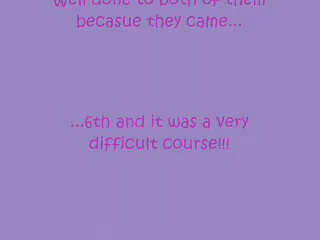 Well done to both of them
becasue they came...
...6th and it was a very
difficult course!!!